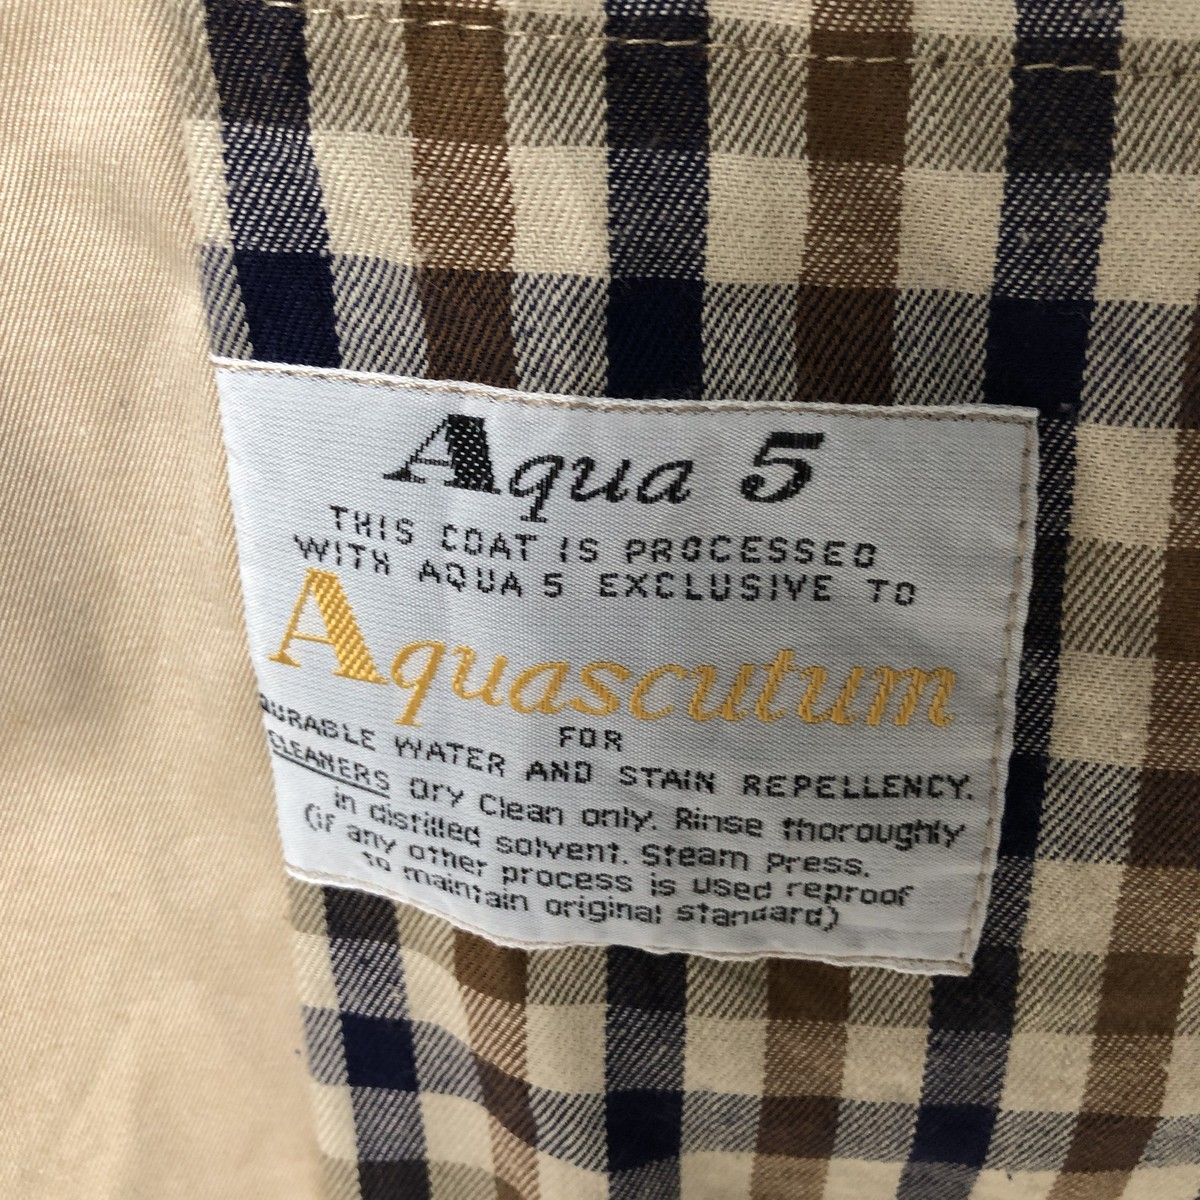 Aqua 5
THIS COAT IS PROCESSED
WITH AQUA 5 EXCLUSIVE TO
Aquascutum
FOR
DURABLE WATER AND STAIN REPELLENCY.
CLEANERS Dry Clean only. Rinse thoroughly
in distilled solvent. Steam Press.
(if any other process is used reproof
to maintain original standard)